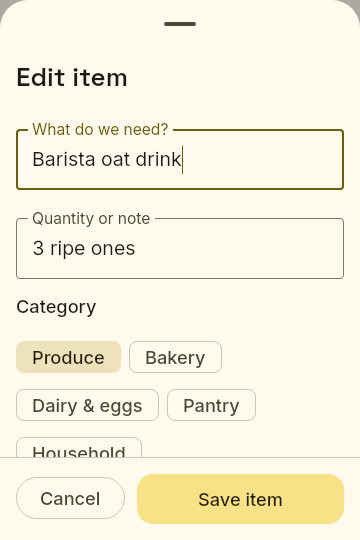 Edit item
What do we need?
Barista oat drink
Quantity or note
3 ripe ones
Category
Produce
Bakery
Dairy & eggs
Pantry
Household
Cancel
Save item